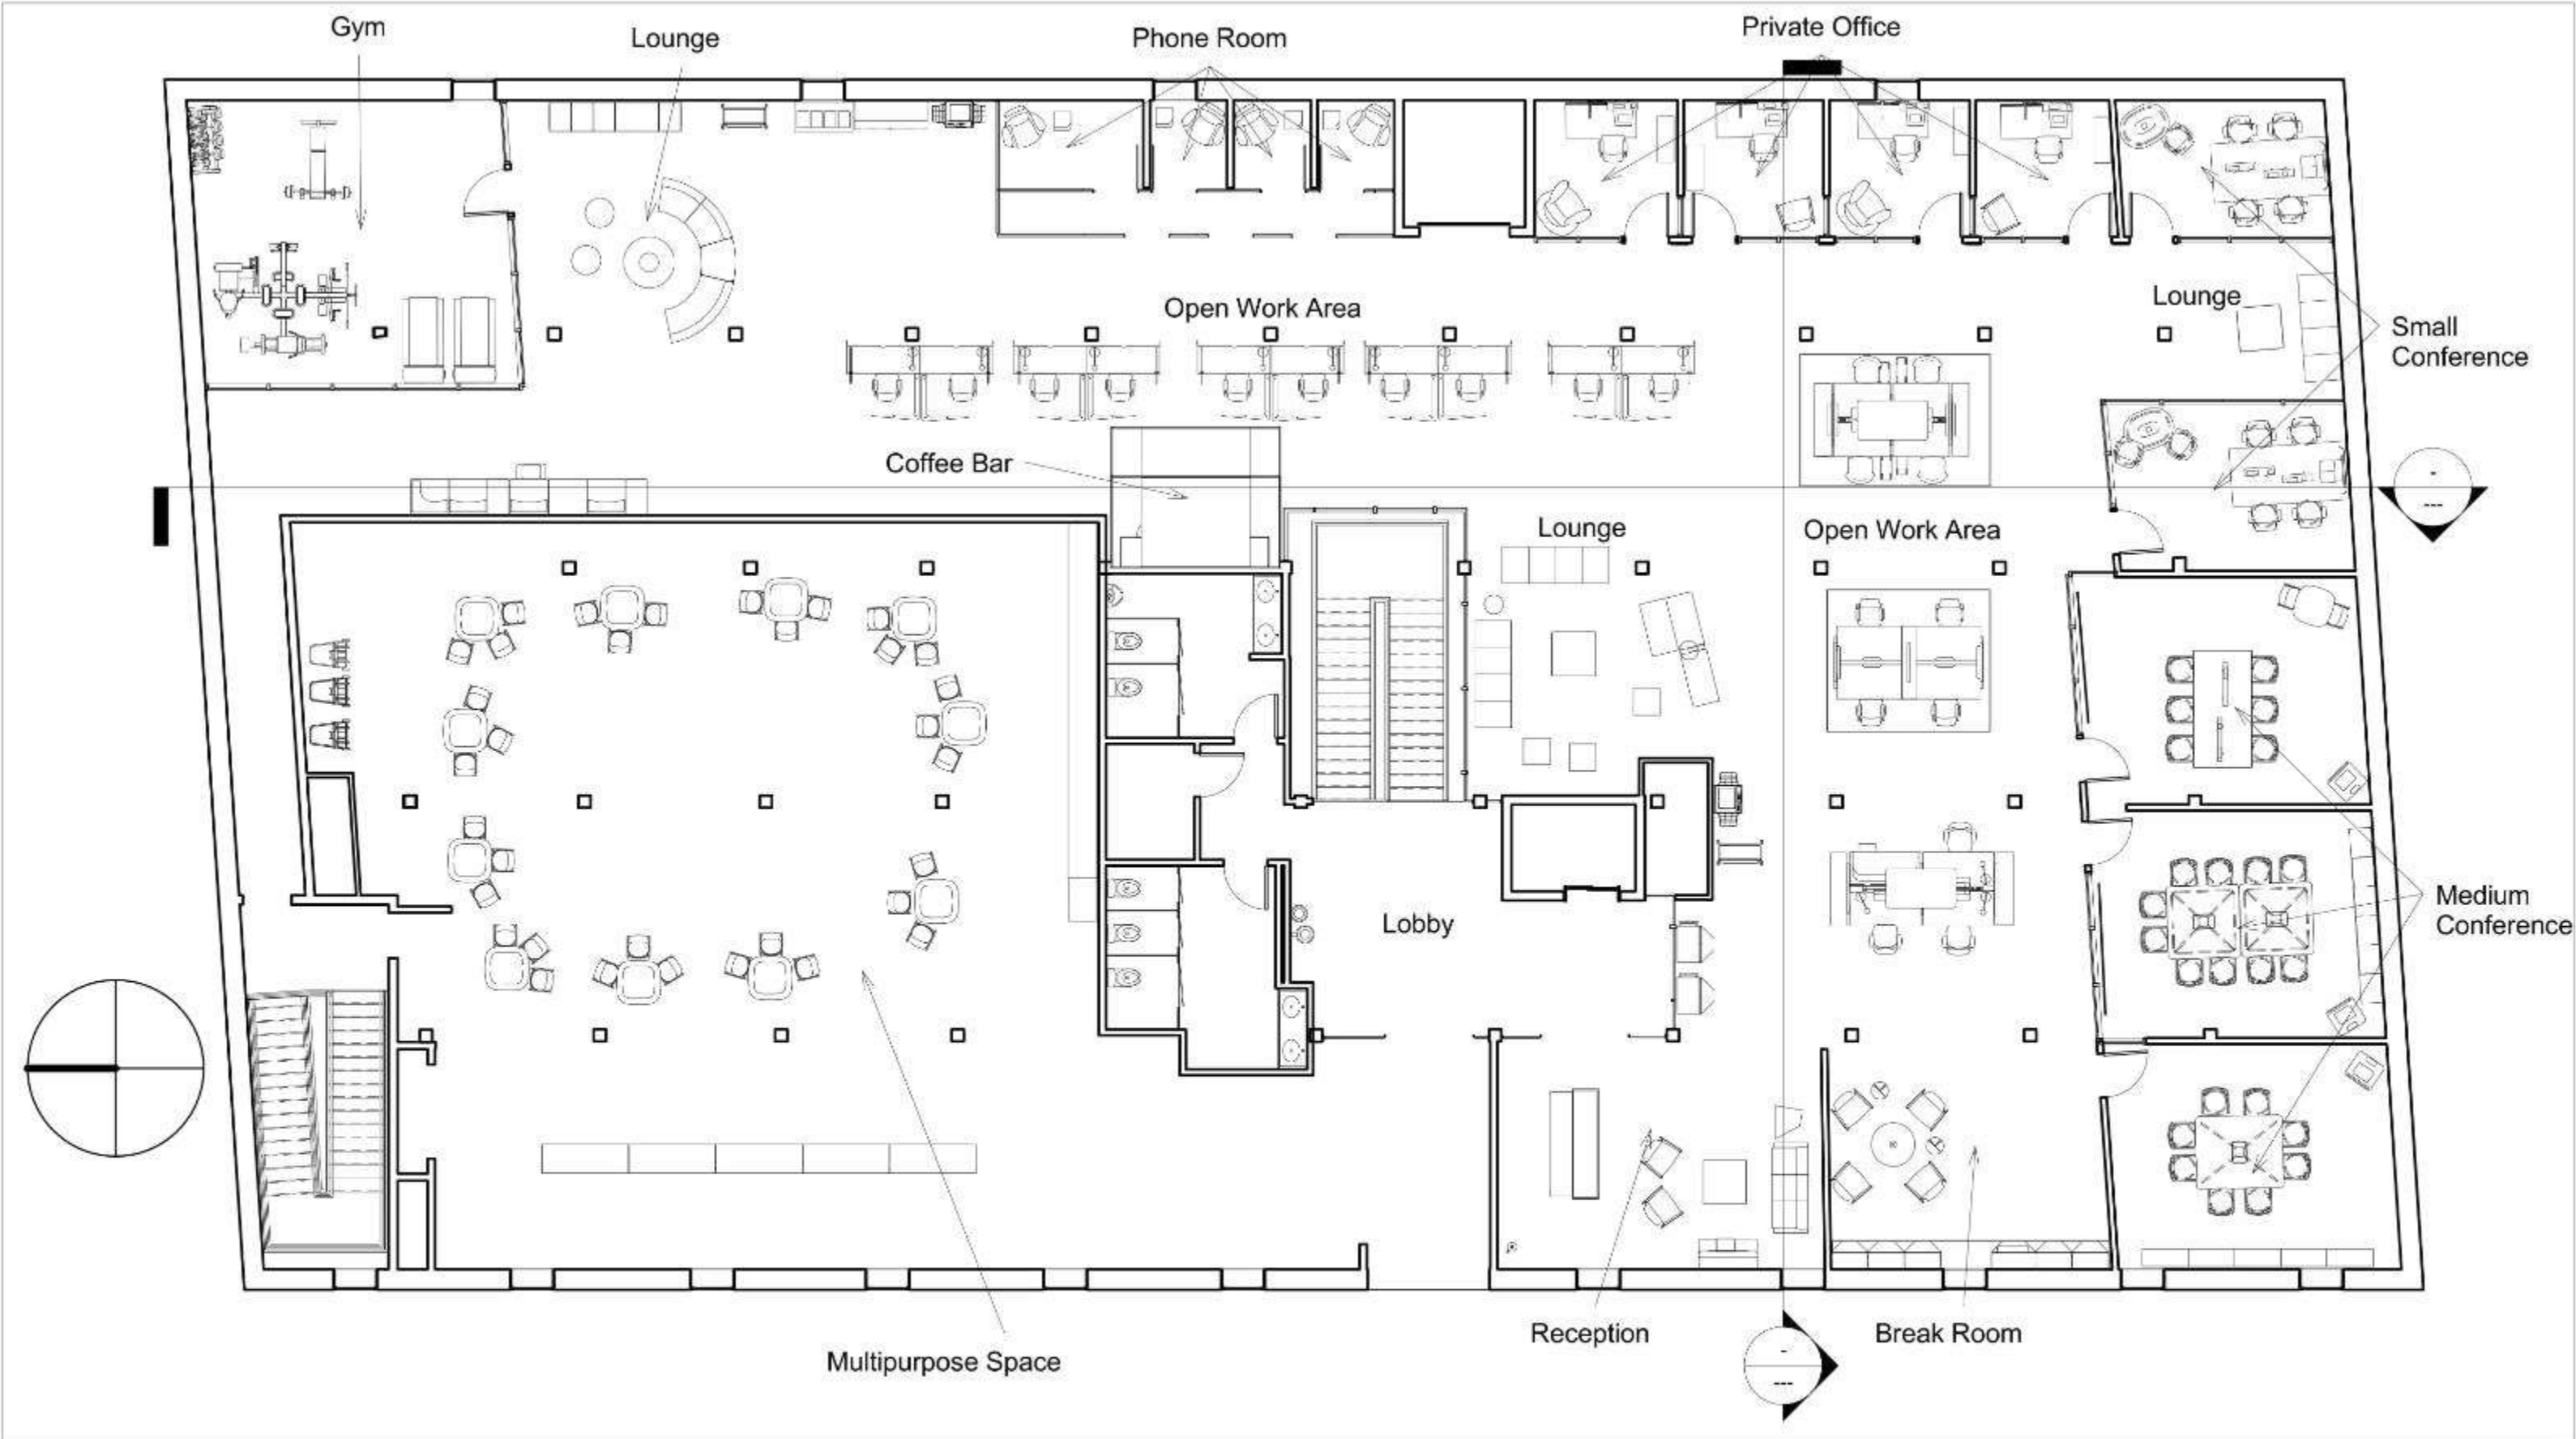 Gym
Lounge
Phone Room
Private Office
Open Work Area
Lounge
Small
Conference
Coffee Bar
Lounge
Open Work Area
-
---
Lobby
Medium
Conference
Reception
Break Room
Multipurpose Space
-
---